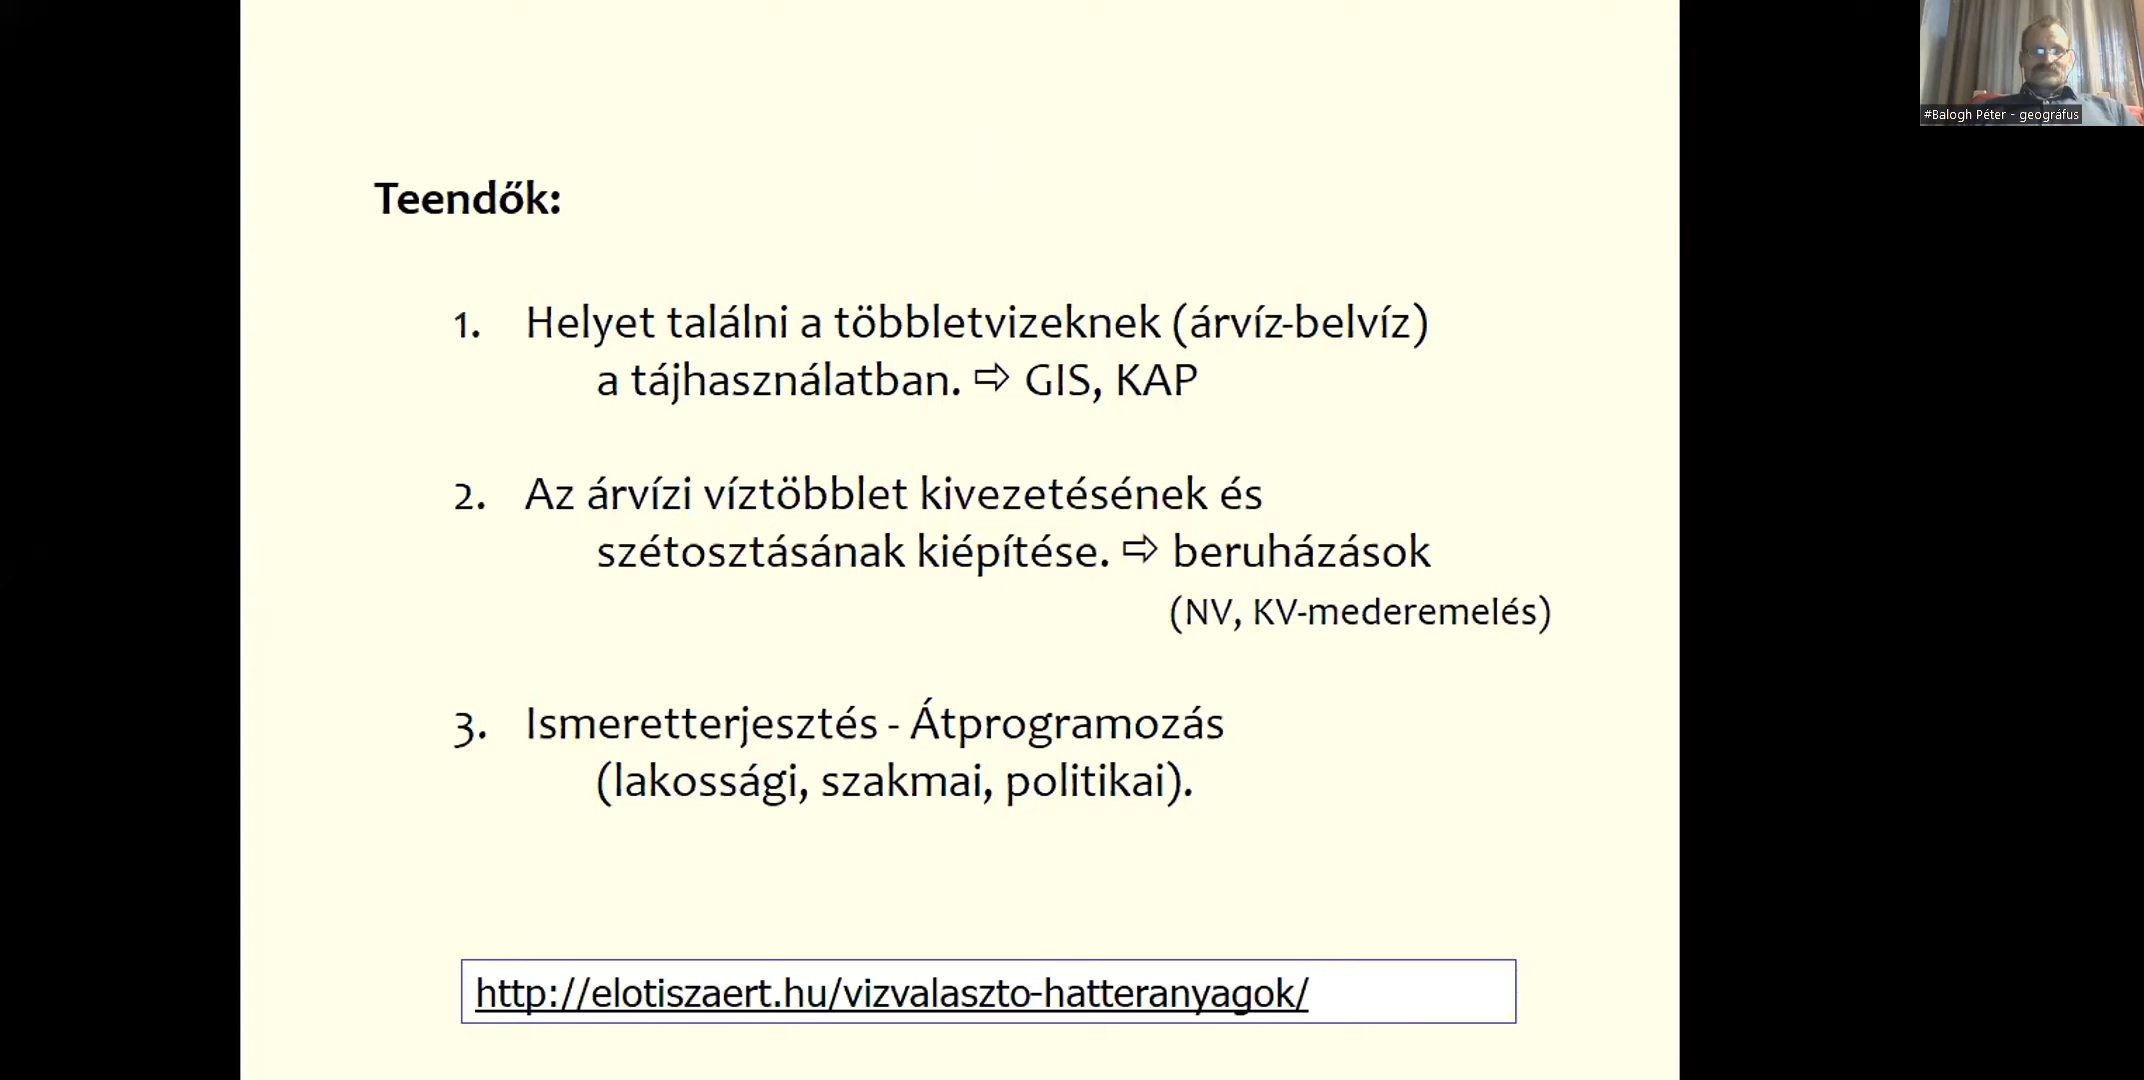 Teendők:
1. Helyet találni a többletvizeknek (árvíz-belvíz)
a tájhasználatban. ⇨ GIS, KAP
2. Az árvízi víztöbblet kivezetésének és
szétosztásának kiépítése. ⇨ beruházások
(NV, KV-mederemelés)
3. Ismeretterjesztés - Átprogramozás
(lakossági, szakmai, politikai).
http://elotiszaert.hu/vizvalaszto-hatteranyagok/
#Balogh Péter - geográfus